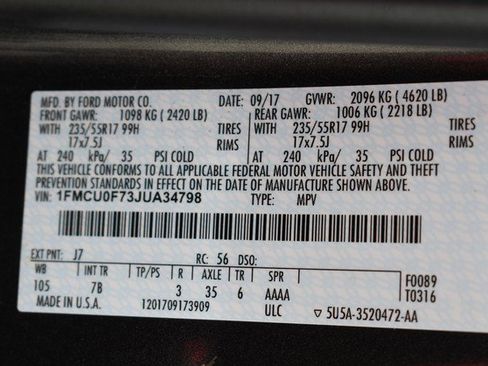 MFD. BY FORD MOTOR CO. DATE: 09/17 GVWR: 2096 KG ( 4620 LB)
FRONT GAWR: 1098 KG ( 2420 LB) REAR GAWR: 1006 KG ( 2218 LB)
WITH 235/55R17 99H TIRES WITH 235/55R17 99H TIRES
17x7.5J RIMS 17x7.5J RIMS
AT 240 kPa/ 35 PSI COLD AT 240 kPa/ 35 PSI COLD
THIS VEHICLE CONFORMS TO ALL APPLICABLE FEDERAL MOTOR VEHICLE SAFETY AND THEFT
PREVENTION STANDARDS IN EFFECT ON THE DATE OF MANUFACTURE SHOWN ABOVE.
VIN: 1FMCU0F73JUA34798 TYPE: MPV
EXT PNT: J7 RC: 56 DSO:
WB INT TR TP/PS R AXLE TR SPR F0089
105 7B 3 35 6 AAAA T0316
MADE IN U.S.A. 1201709173909 ULC ▽ 5U5A-3520472-AA